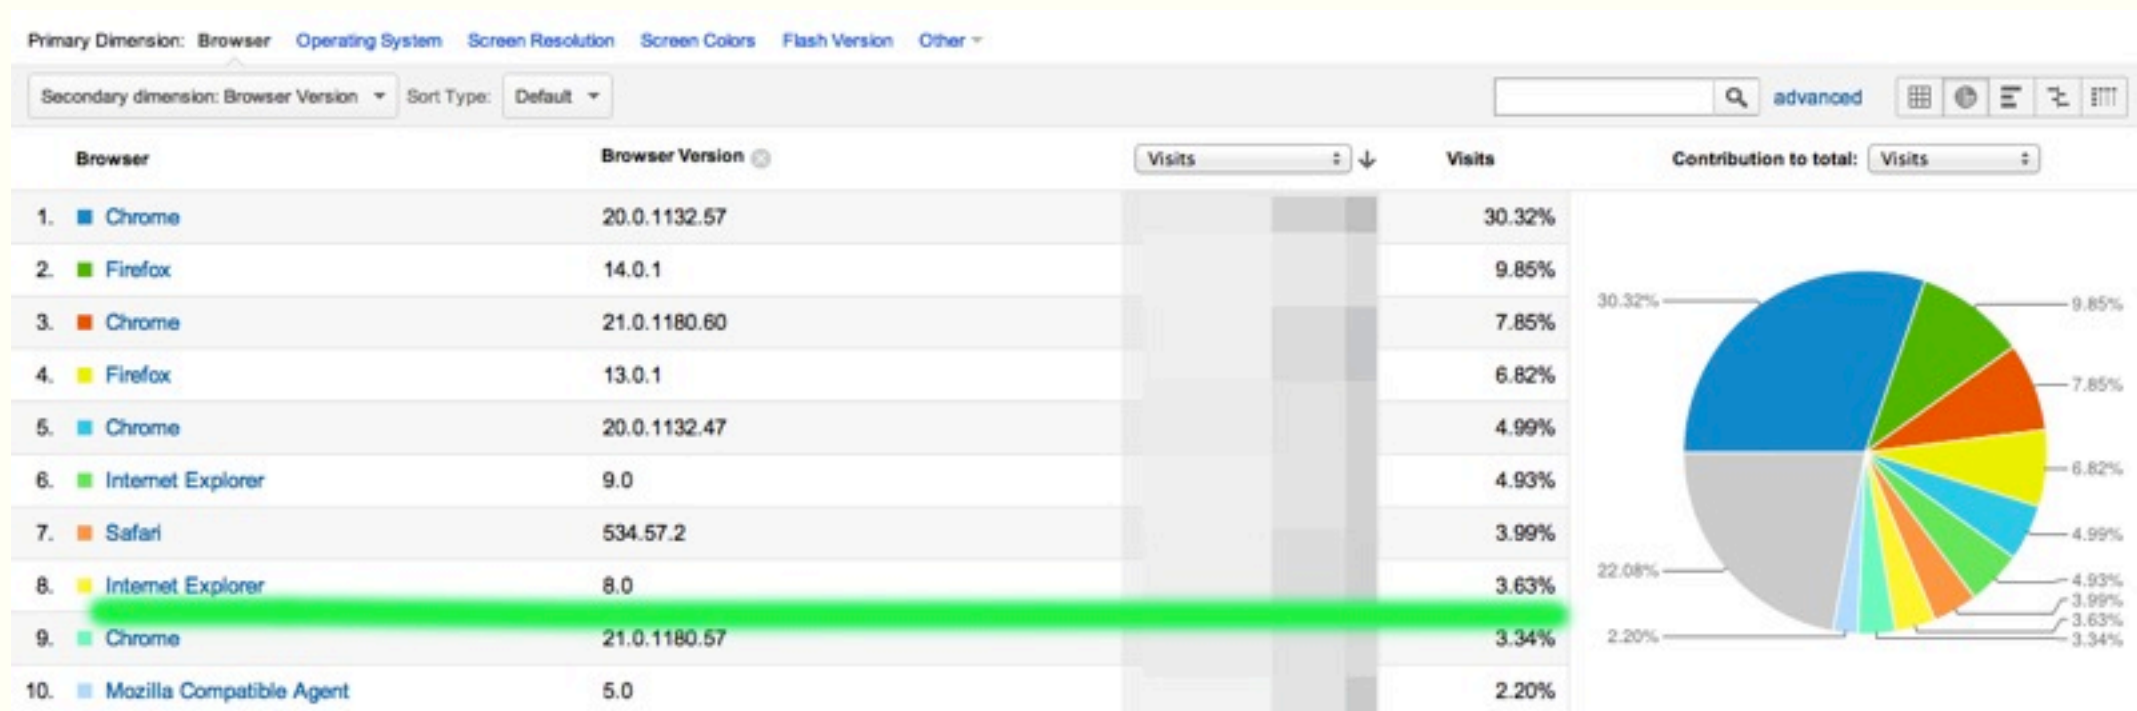 Primary Dimension: Browser Operating System Screen Resolution Screen Colors Flash Version Other
Secondary dimension: Browser Version Sort Type: Default advanced
Browser Browser Version Visits Visits Contribution to total: Visits
1. Chrome 20.0.1132.57 30.32%
2. Firefox 14.0.1 9.85%
3. Chrome 21.0.1180.60 7.85%
4. Firefox 13.0.1 6.82%
5. Chrome 20.0.1132.47 4.99%
6. Internet Explorer 9.0 4.93%
7. Safari 534.57.2 3.99%
8. Internet Explorer 8.0 3.63%
9. Chrome 21.0.1180.57 3.34%
10. Mozilla Compatible Agent 5.0 2.20%
30.32%
9.85%
7.85%
6.82%
4.99%
22.08%
4.93%
3.99%
3.63%
2.20%
3.34%